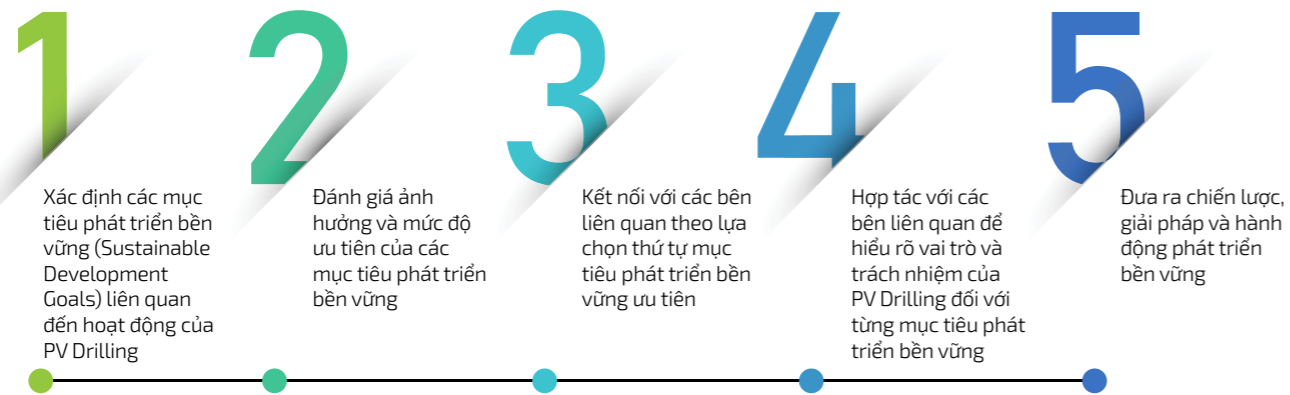 1
Xác định các mục
tiêu phát triển bền
vững (Sustainable
Development
Goals) liên quan
đến hoạt động của
PV Drilling
2
Đánh giá ảnh
hưởng và mức độ
ưu tiên của các
mục tiêu phát triển
bền vững
3
Kết nối với các bên
liên quan theo lựa
chọn thứ tự mục
tiêu phát triển bền
vững ưu tiên
4
Hợp tác với các
bên liên quan để
hiểu rõ vai trò và
trách nhiệm của
PV Drilling đối với
từng mục tiêu phát
triển bền vững
5
Đưa ra chiến lược,
giải pháp và hành
động phát triển
bền vững